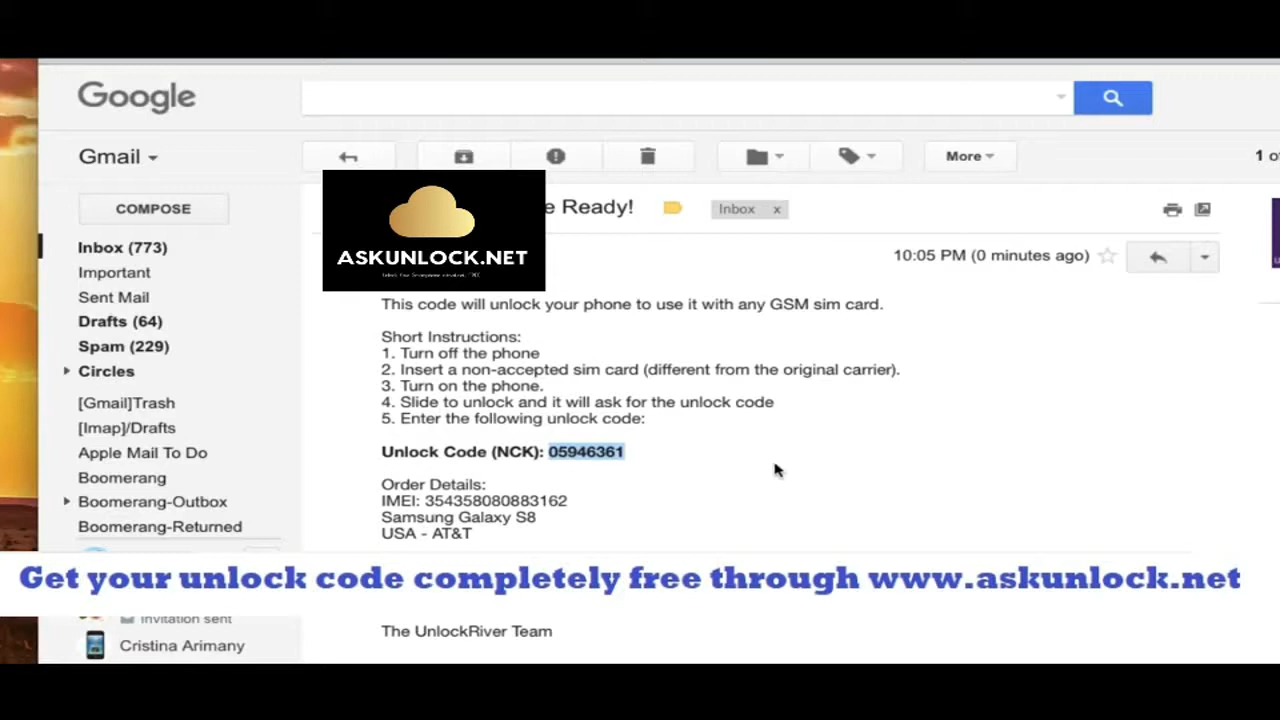 Google
Gmail
More
1 of
COMPOSE
e Ready!
Inbox x
Inbox (773)
Important
Sent Mail
Drafts (64)
Spam (229)
Circles
[Gmail]Trash
[Imap]/Drafts
Apple Mail To Do
Boomerang
Boomerang-Outbox
Boomerang-Returned
ASKUNLOCK.NET
10:05 PM (0 minutes ago)
This code will unlock your phone to use it with any GSM sim card.
Short Instructions:
1. Turn off the phone
2. Insert a non-accepted sim card (different from the original carrier).
3. Turn on the phone.
4. Slide to unlock and it will ask for the unlock code
5. Enter the following unlock code:
Unlock Code (NCK): 05946361
Order Details:
IMEI: 354358080883162
Samsung Galaxy S8
USA - AT&T
Get your unlock code completely free through www.askunlock.net
Invitation sent
Cristina Arimany
The UnlockRiver Team